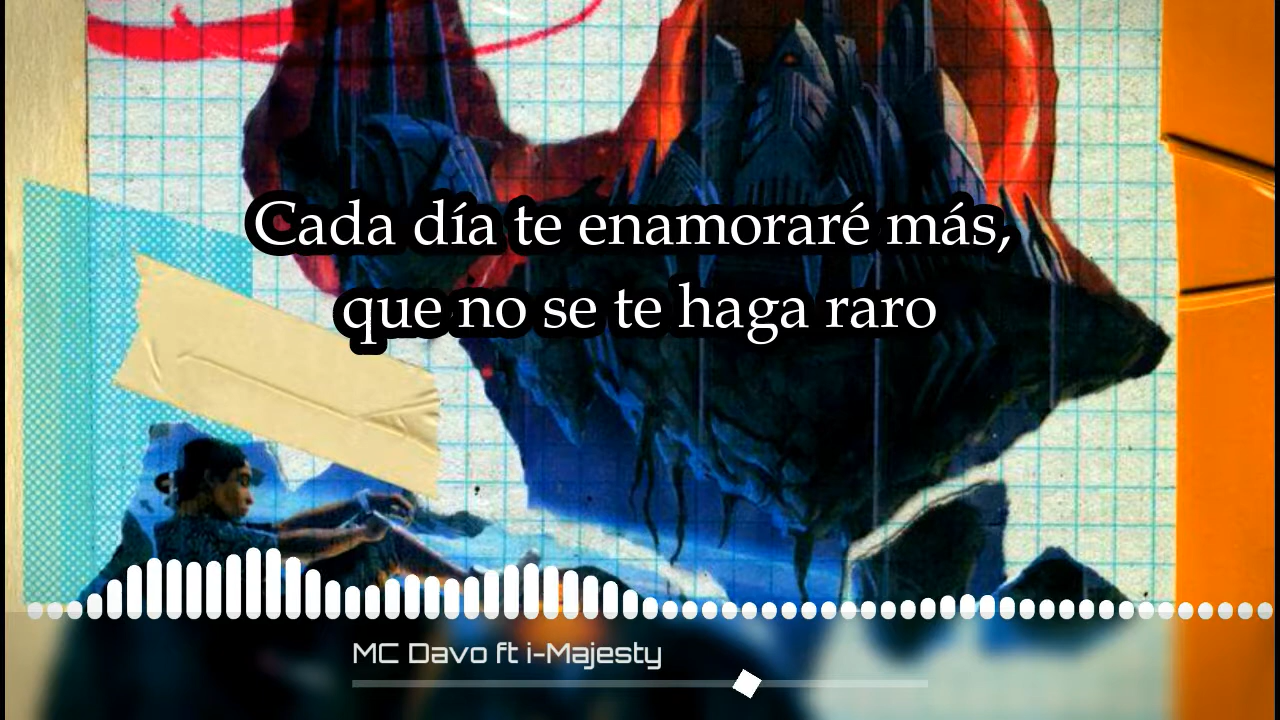 Cada día te enamoraré más,
que no se te haga raro
MC Davo ft i-Majesty